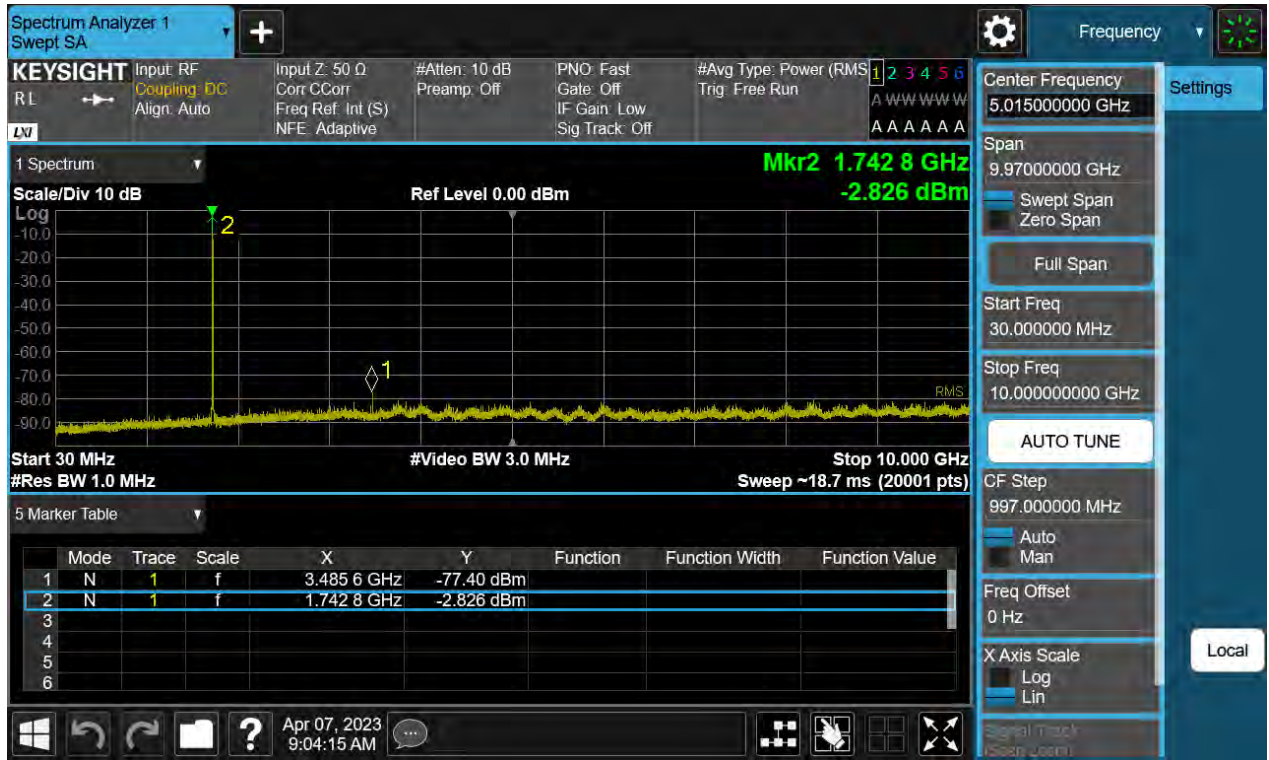 Spectrum Analyzer 1
Swept SA
+
Frequency
KEYSIGHT
RL
LXI
Input: RF
Coupling: DC
Align: Auto
Input Z: 50 Ω
Corr CCorr
Freq Ref: Int (S)
NFE: Adaptive
#Atten: 10 dB
Preamp: Off
PNO: Fast
Gate: Off
IF Gain: Low
Sig Track: Off
#Avg Type: Power (RMS
Trig: Free Run
1 2 3 4 5 6
A W W W W W
A A A A A A
1 Spectrum
Mkr2 1.742 8 GHz
-2.826 dBm
Scale/Div 10 dB
Ref Level 0.00 dBm
Log
-10.0
-20.0
-30.0
-40.0
-50.0
-60.0
-70.0
-80.0
-90.0
2
1
RMS
Start 30 MHz
#Video BW 3.0 MHz
Stop 10.000 GHz
#Res BW 1.0 MHz
Sweep ~18.7 ms (20001 pts)
5 Marker Table
Mode Trace Scale X Y Function Function Width Function Value
1 N 1 f 3.485 6 GHz -77.40 dBm
2 N 1 f 1.742 8 GHz -2.826 dBm
3
4
5
6
?
Apr 07, 2023
9:04:15 AM
Center Frequency
5.015000000 GHz
Settings
Span
9.97000000 GHz
Swept Span
Zero Span
Full Span
Start Freq
30.000000 MHz
Stop Freq
10.000000000 GHz
AUTO TUNE
CF Step
997.000000 MHz
Auto
Man
Freq Offset
0 Hz
X Axis Scale
Log
Lin
Local
Signal Track
(Span Zoom)